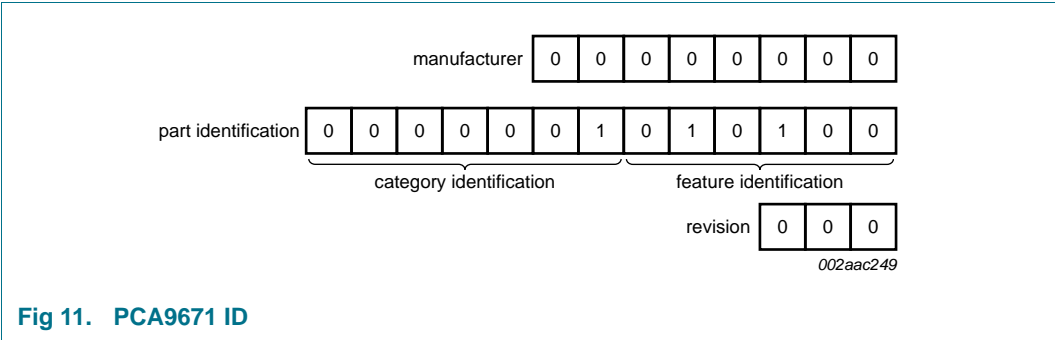 manufacturer 0 0 0 0 0 0 0 0
part identification 0 0 0 0 0 0 1 0 1 0 1 0 0
category identification feature identification
revision 0 0 0
002aac249
Fig 11. PCA9671 ID